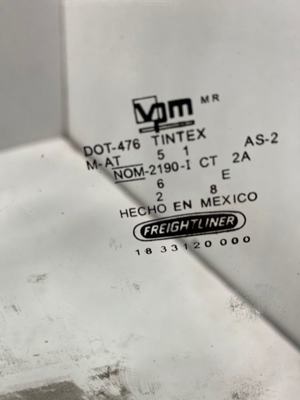 vpm MR
DOT-476 TINTEX AS-2
M-AT 5 1
NOM-2190-I CT 2A
6 E
2 8
HECHO EN MEXICO
FREIGHTLINER
18 33120 000